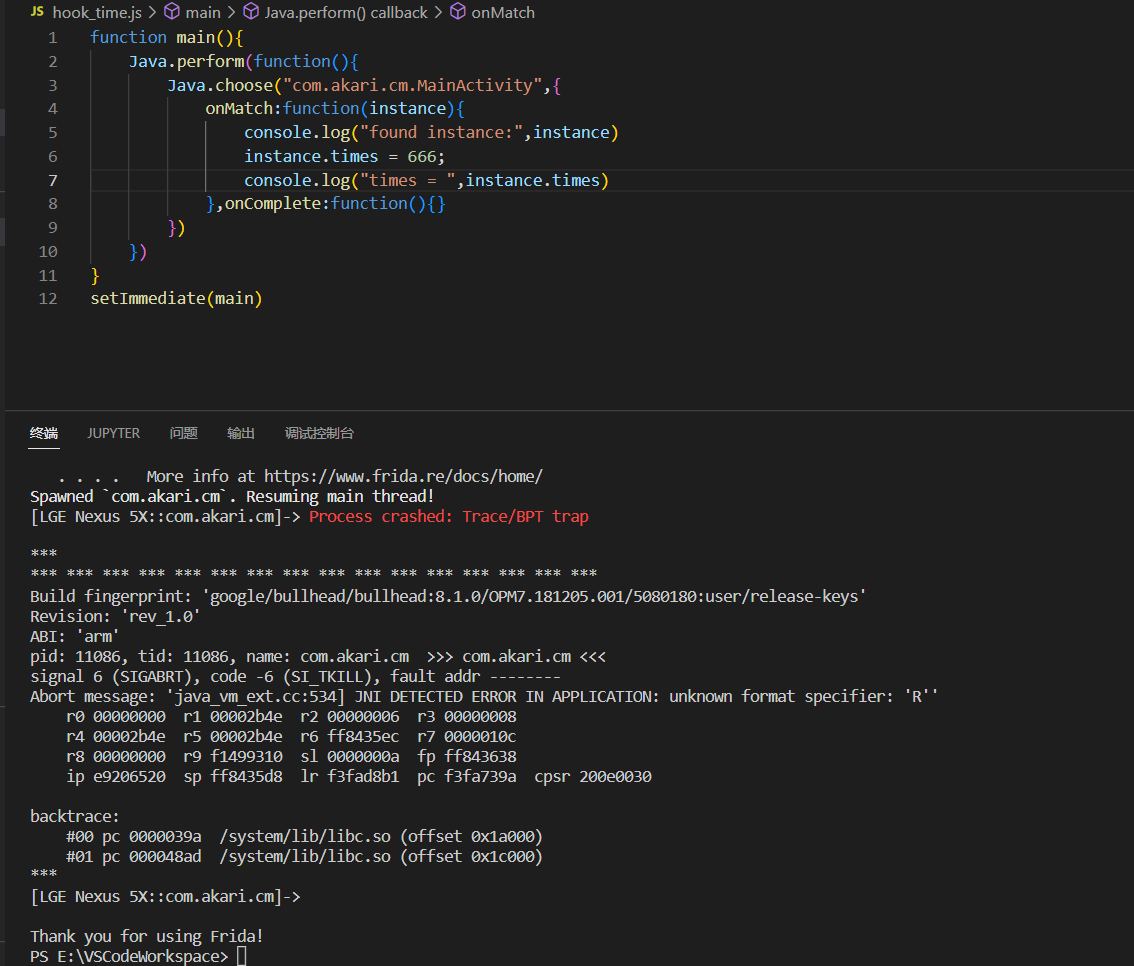 JS hook_time.js > main > Java.perform() callback > onMatch
1 function main(){
2 Java.perform(function(){
3 Java.choose("com.akari.cm.MainActivity",{
4 onMatch:function(instance){
5 console.log("found instance:",instance)
6 instance.times = 666;
7 console.log("times = ",instance.times)
8 },onComplete:function(){}
9 })
10 })
11 }
12 setImmediate(main)
终端 JUPYTER 问题 输出 调试控制台
. . . . More info at https://www.frida.re/docs/home/
Spawned `com.akari.cm`. Resuming main thread!
[LGE Nexus 5X::com.akari.cm]-> Process crashed: Trace/BPT trap
***
*** *** *** *** *** *** *** *** *** *** *** *** *** *** *** ***
Build fingerprint: 'google/bullhead/bullhead:8.1.0/OPM7.181205.001/5080180:user/release-keys'
Revision: 'rev_1.0'
ABI: 'arm'
pid: 11086, tid: 11086, name: com.akari.cm >>> com.akari.cm <<<
signal 6 (SIGABRT), code -6 (SI_TKILL), fault addr --------
Abort message: 'java_vm_ext.cc:534] JNI DETECTED ERROR IN APPLICATION: unknown format specifier: 'R''
r0 00000000 r1 00002b4e r2 00000006 r3 00000008
r4 00002b4e r5 00002b4e r6 ff8435ec r7 0000010c
r8 00000000 r9 f1499310 sl 0000000a fp ff843638
ip e9206520 sp ff8435d8 lr f3fad8b1 pc f3fa739a cpsr 200e0030
backtrace:
#00 pc 0000039a /system/lib/libc.so (offset 0x1a000)
#01 pc 000048ad /system/lib/libc.so (offset 0x1c000)
***
[LGE Nexus 5X::com.akari.cm]->
Thank you for using Frida!
PS E:\VSCodeWorkspace>